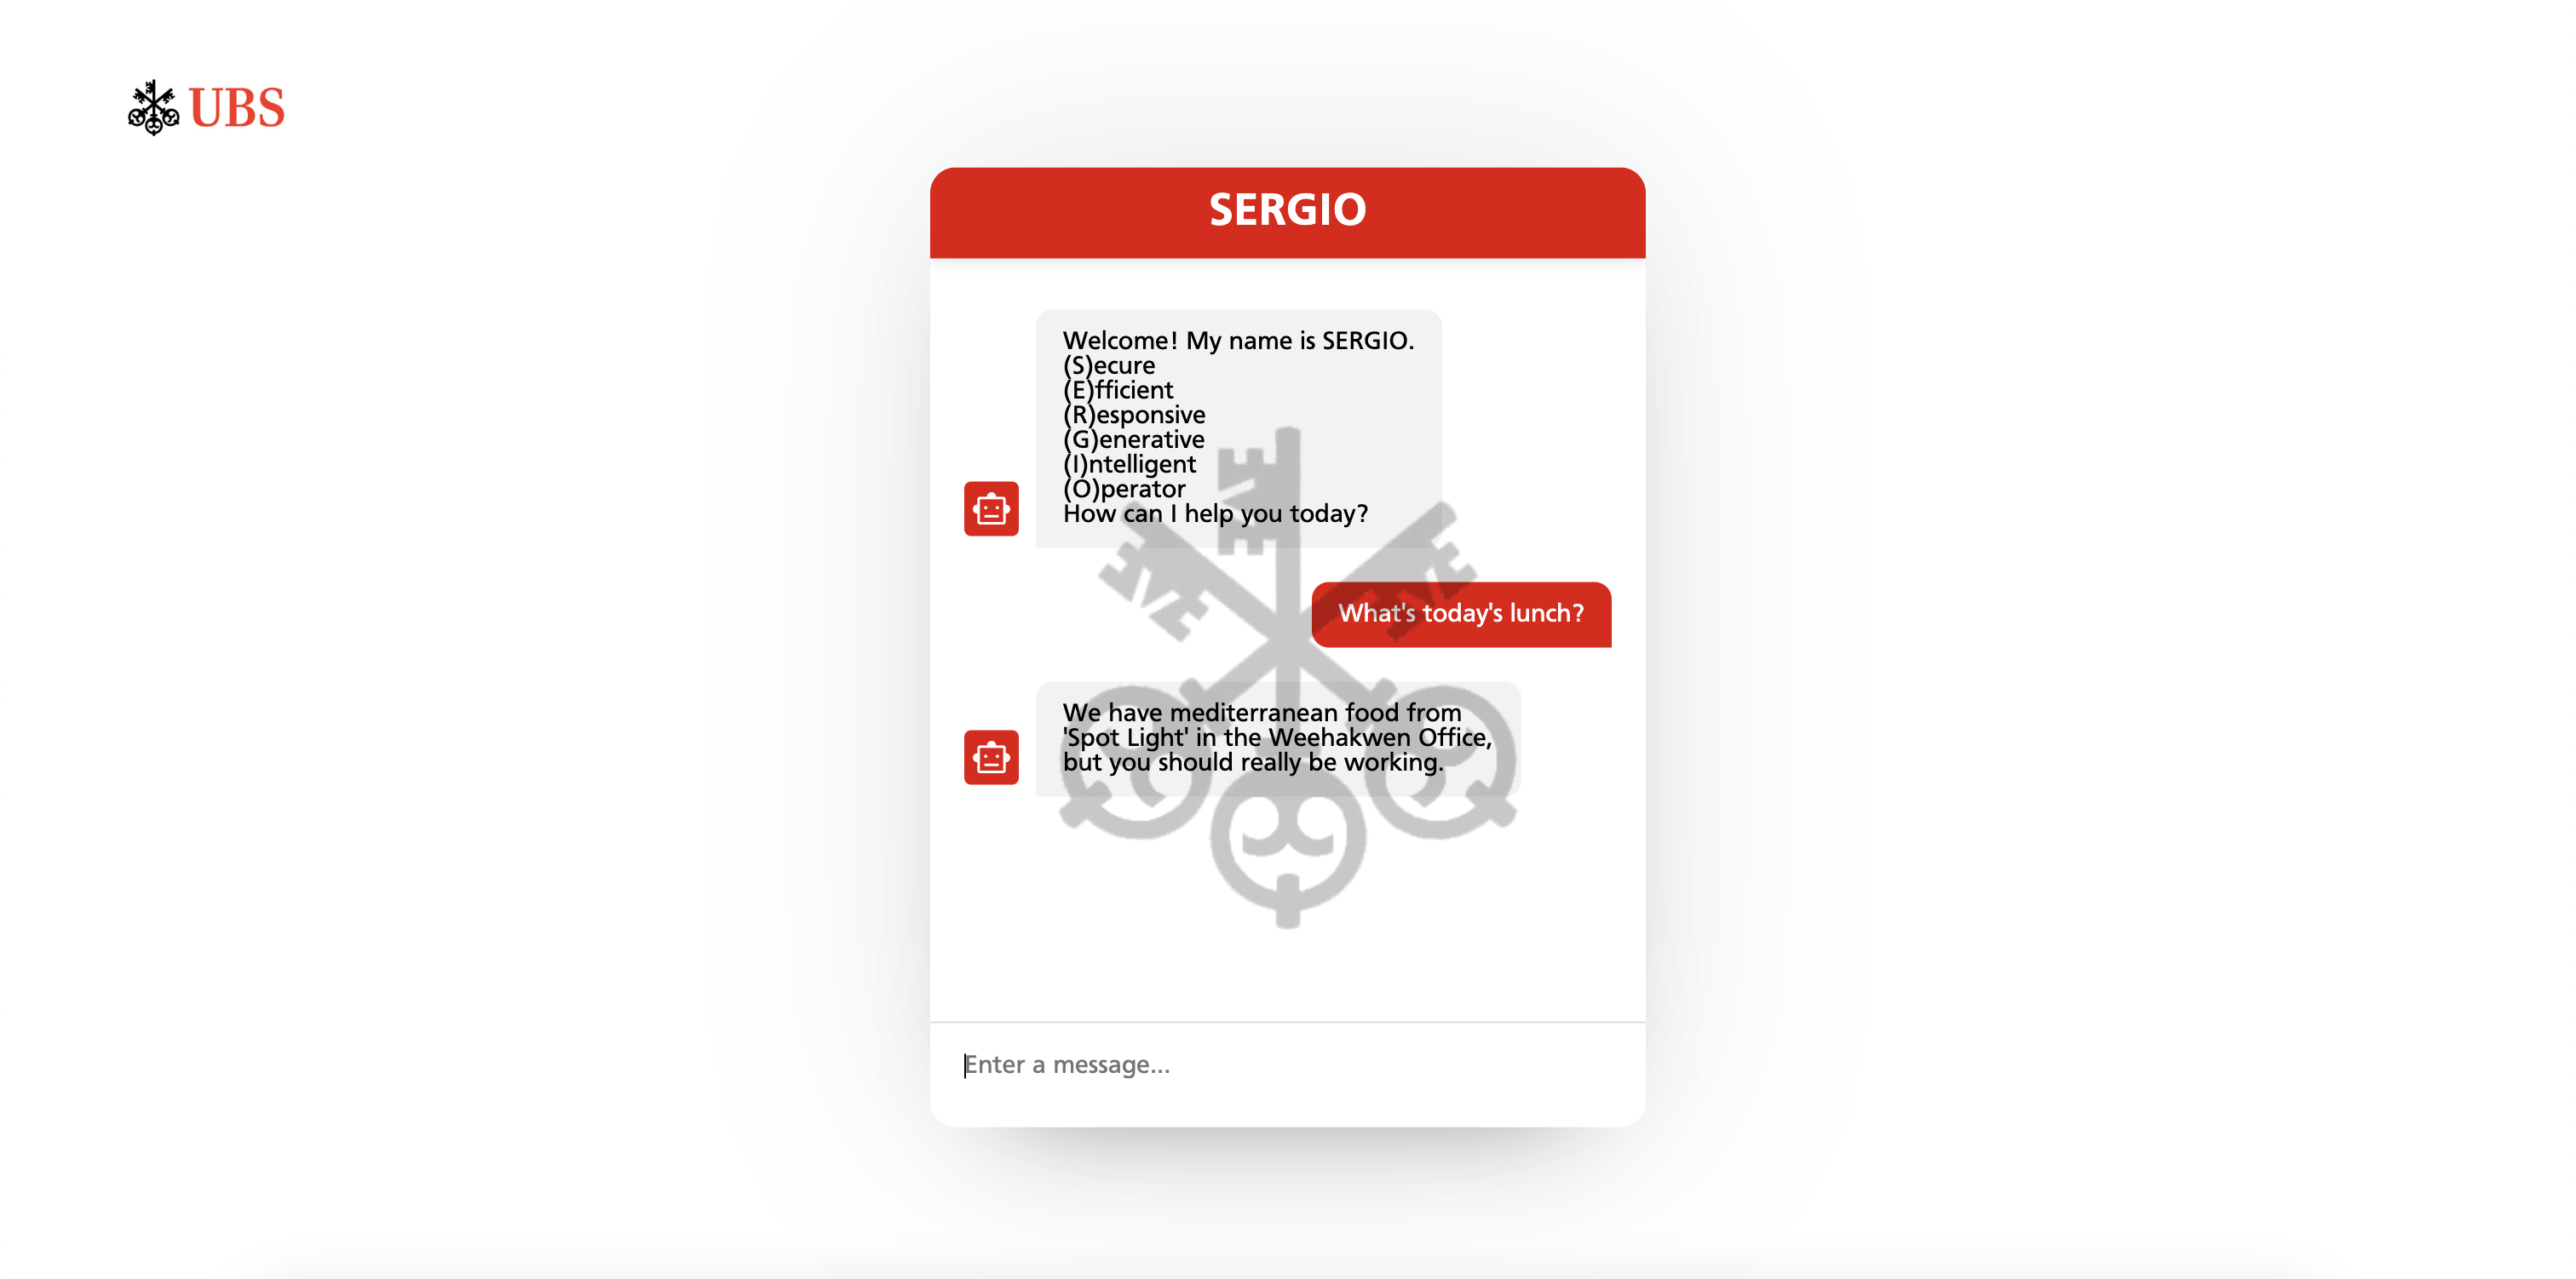 UBS
SERGIO
Welcome! My name is SERGIO.
(S)ecure
(E)fficient
(R)esponsive
(G)enerative
(I)ntelligent
(O)perator
How can I help you today?
What's today's lunch?
We have mediterranean food from
'Spot Light' in the Weehakwen Office,
but you should really be working.
Enter a message...